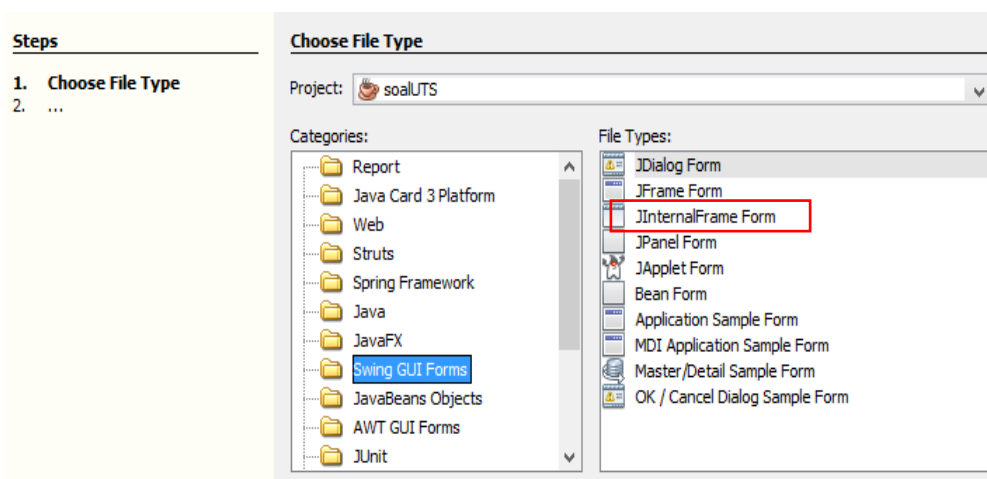 Steps
1. Choose File Type
2. ...
Choose File Type
Project: soalUTS
Categories:
Report
Java Card 3 Platform
Web
Struts
Spring Framework
Java
JavaFX
Swing GUI Forms
JavaBeans Objects
AWT GUI Forms
JUnit
File Types:
JDialog Form
JFrame Form
JInternalFrame Form
JPanel Form
JApplet Form
Bean Form
Application Sample Form
MDI Application Sample Form
Master/Detail Sample Form
OK / Cancel Dialog Sample Form